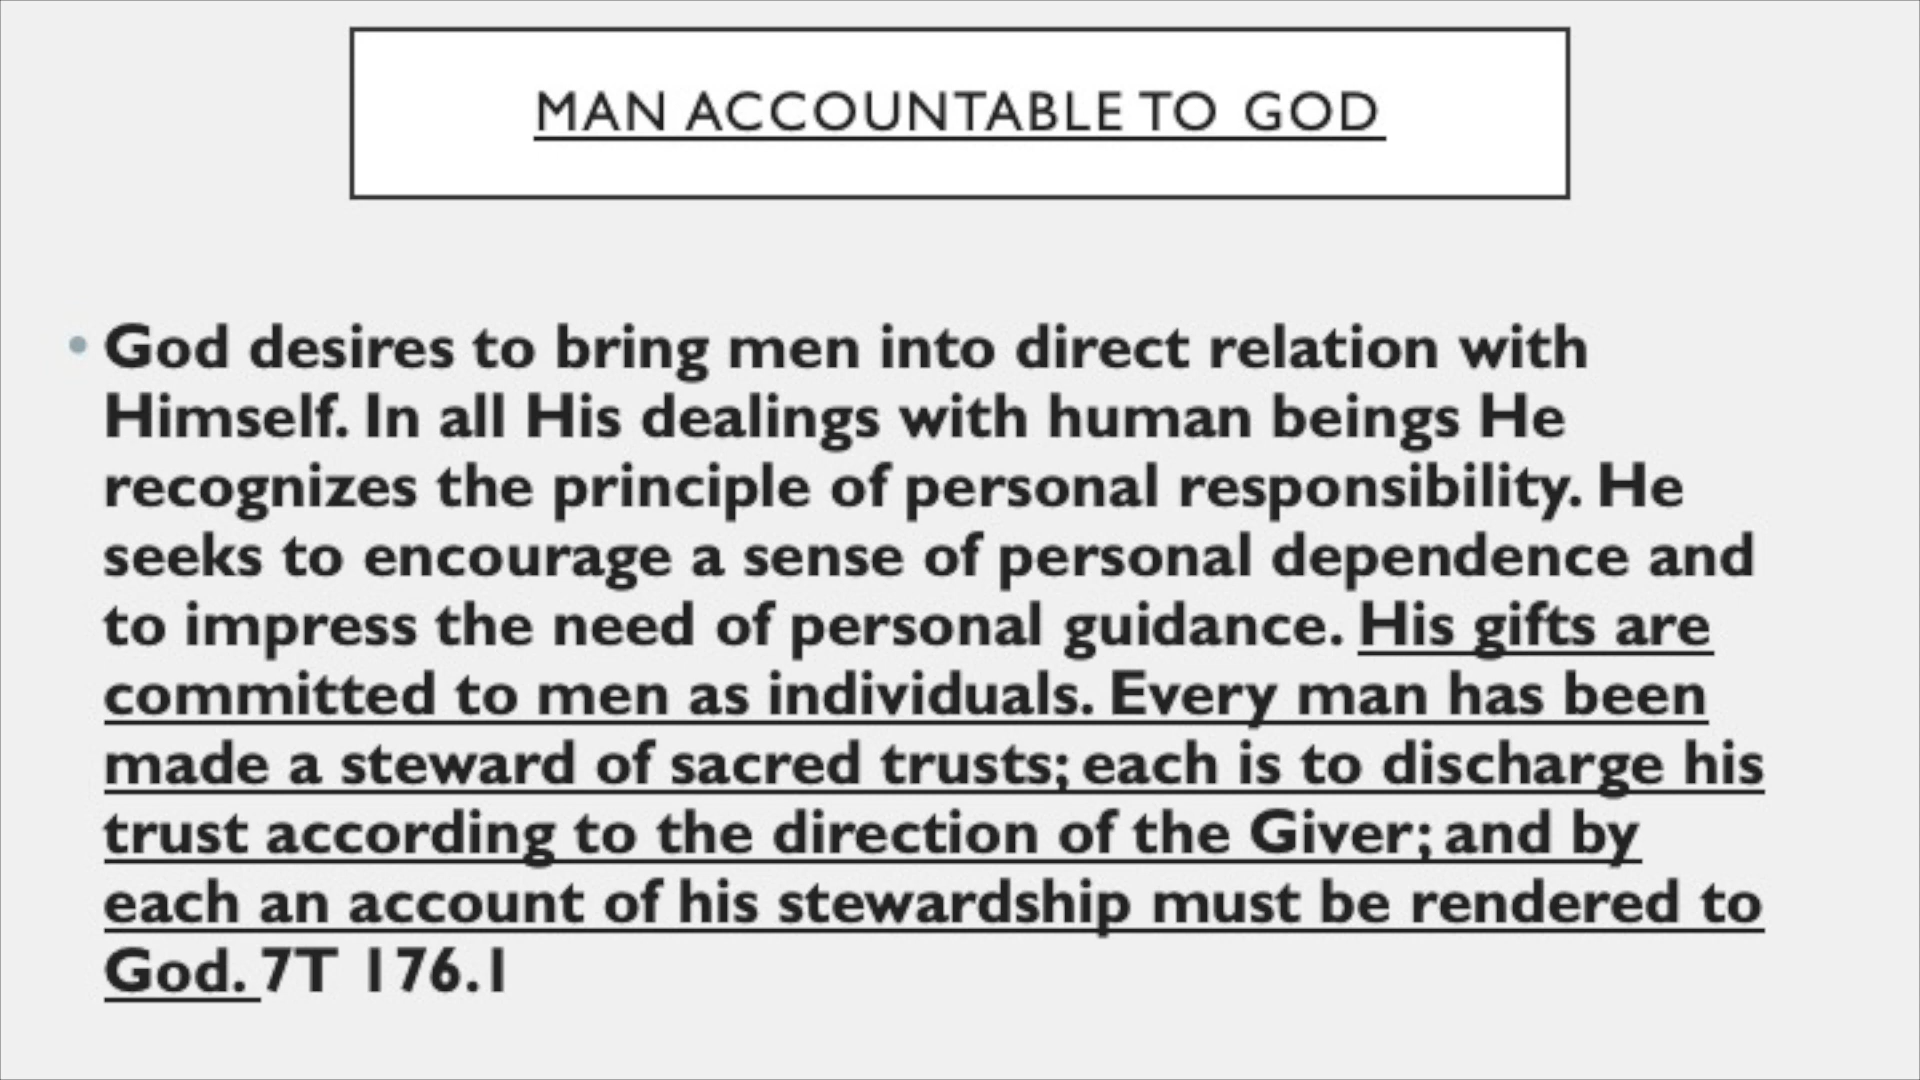 MAN ACCOUNTABLE TO GOD
• God desires to bring men into direct relation with
Himself. In all His dealings with human beings He
recognizes the principle of personal responsibility. He
seeks to encourage a sense of personal dependence and
to impress the need of personal guidance. His gifts are
committed to men as individuals. Every man has been
made a steward of sacred trusts; each is to discharge his
trust according to the direction of the Giver; and by
each an account of his stewardship must be rendered to
God. 7T 176.1